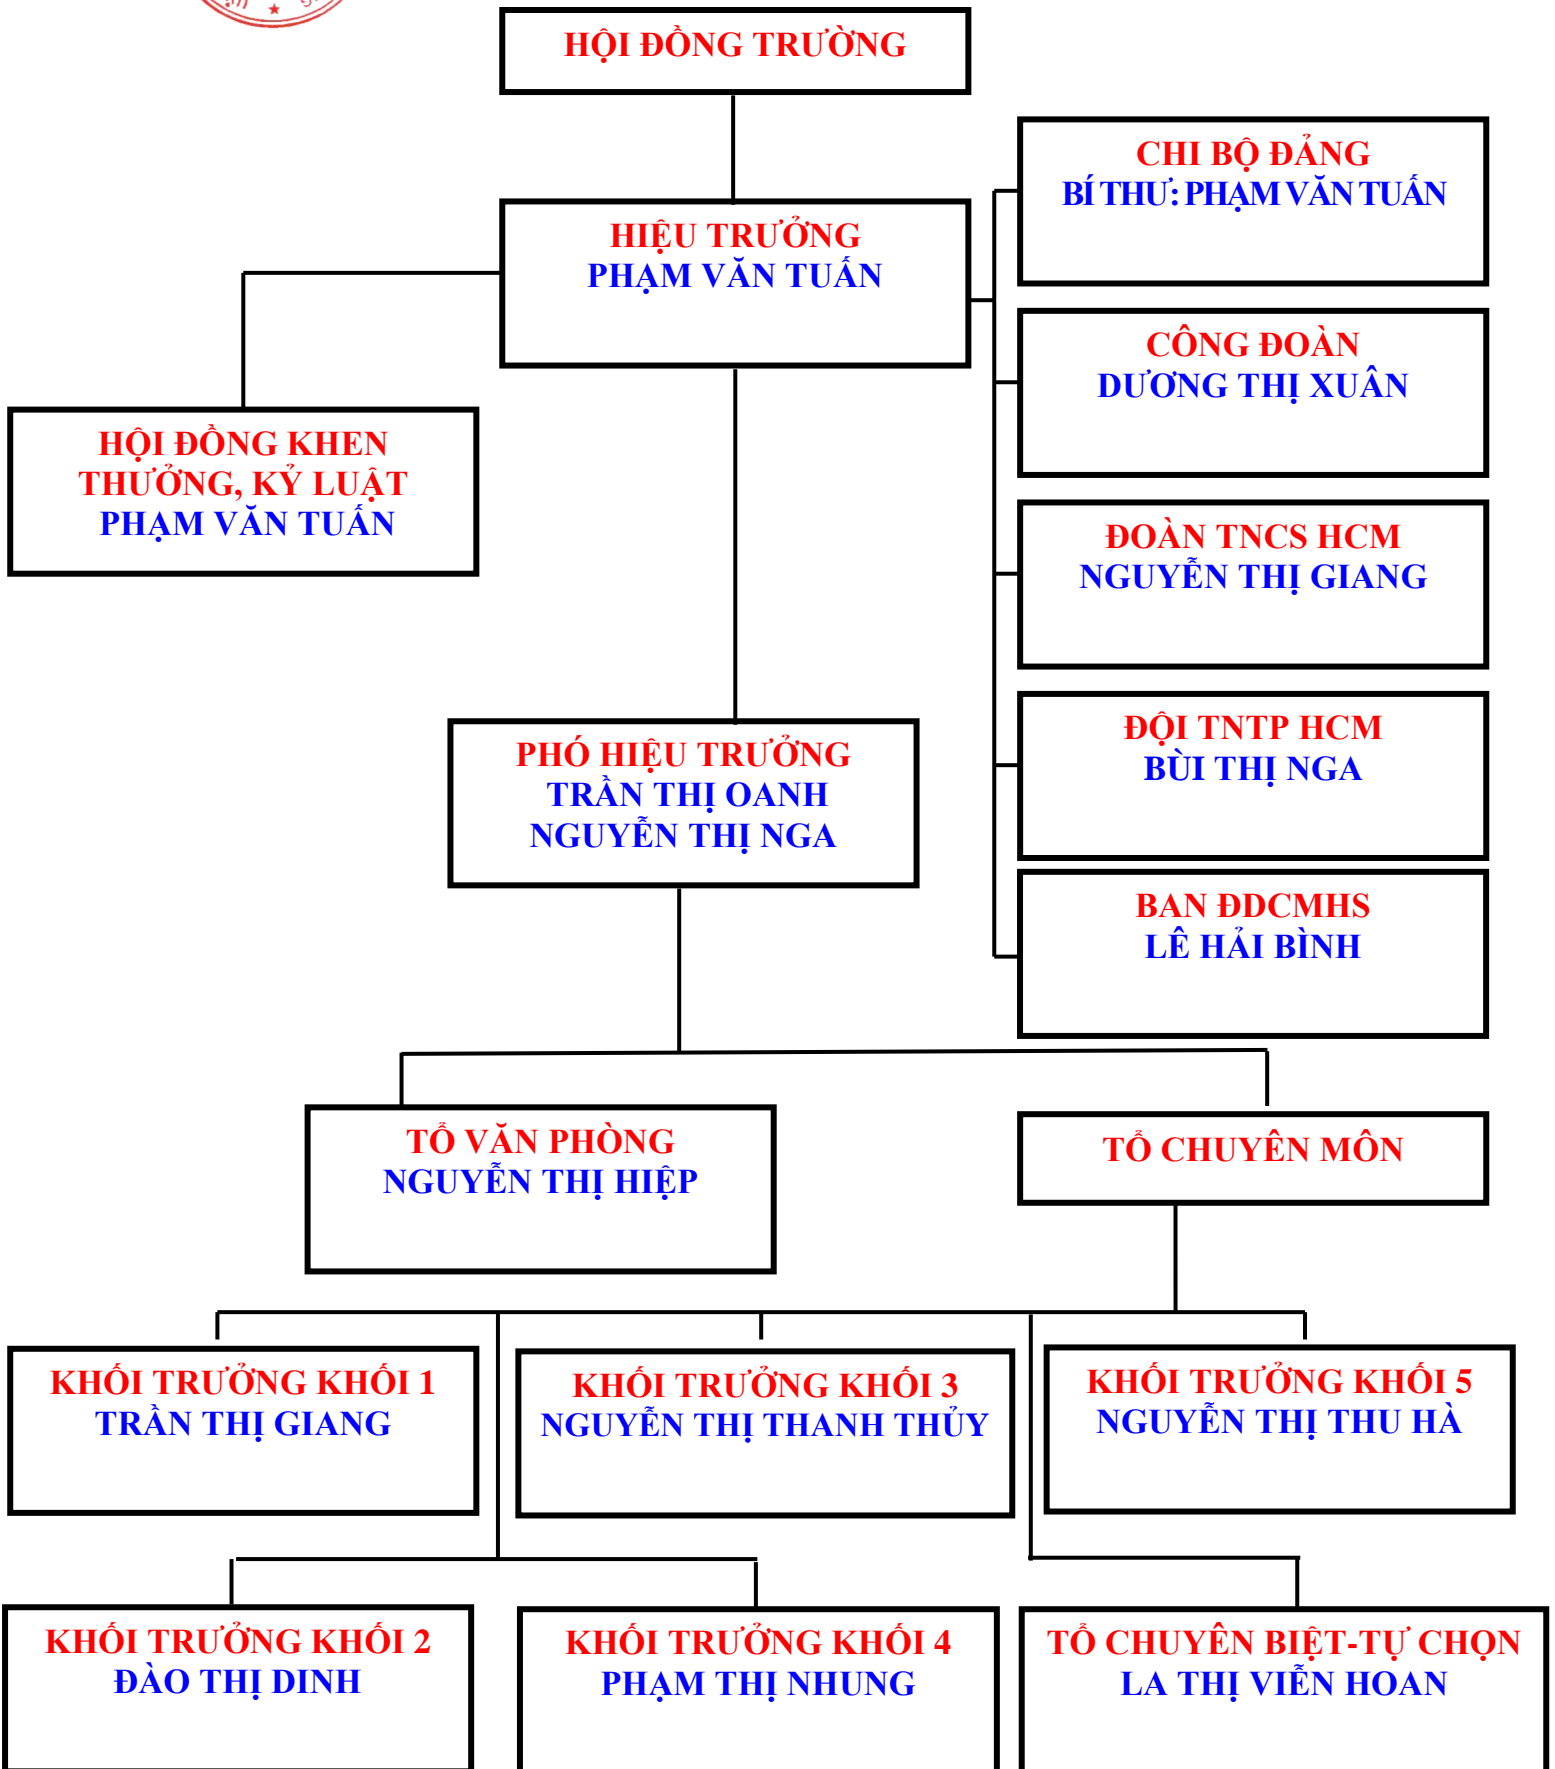 HỘI ĐỒNG TRƯỜNG
CHI BỘ ĐẢNG
BÍ THƯ: PHẠM VĂN TUẤN
HIỆU TRƯỞNG
PHẠM VĂN TUẤN
CÔNG ĐOÀN
DƯƠNG THỊ XUÂN
HỘI ĐỒNG KHEN
THƯỞNG, KỶ LUẬT
PHẠM VĂN TUẤN
ĐOÀN TNCS HCM
NGUYỄN THỊ GIANG
ĐỘI TNTP HCM
BÙI THỊ NGA
PHÓ HIỆU TRƯỞNG
TRẦN THỊ OANH
NGUYỄN THỊ NGA
BAN ĐDCMHS
LÊ HẢI BÌNH
TỔ VĂN PHÒNG
NGUYỄN THỊ HIỆP
TỔ CHUYÊN MÔN
KHỐI TRƯỞNG KHỐI 1
TRẦN THỊ GIANG
KHỐI TRƯỞNG KHỐI 3
NGUYỄN THỊ THANH THỦY
KHỐI TRƯỞNG KHỐI 5
NGUYỄN THỊ THU HÀ
KHỐI TRƯỞNG KHỐI 2
ĐÀO THỊ DINH
KHỐI TRƯỞNG KHỐI 4
PHẠM THỊ NHUNG
TỔ CHUYÊN BIỆT-TỰ CHỌN
LA THỊ VIỄN HOAN